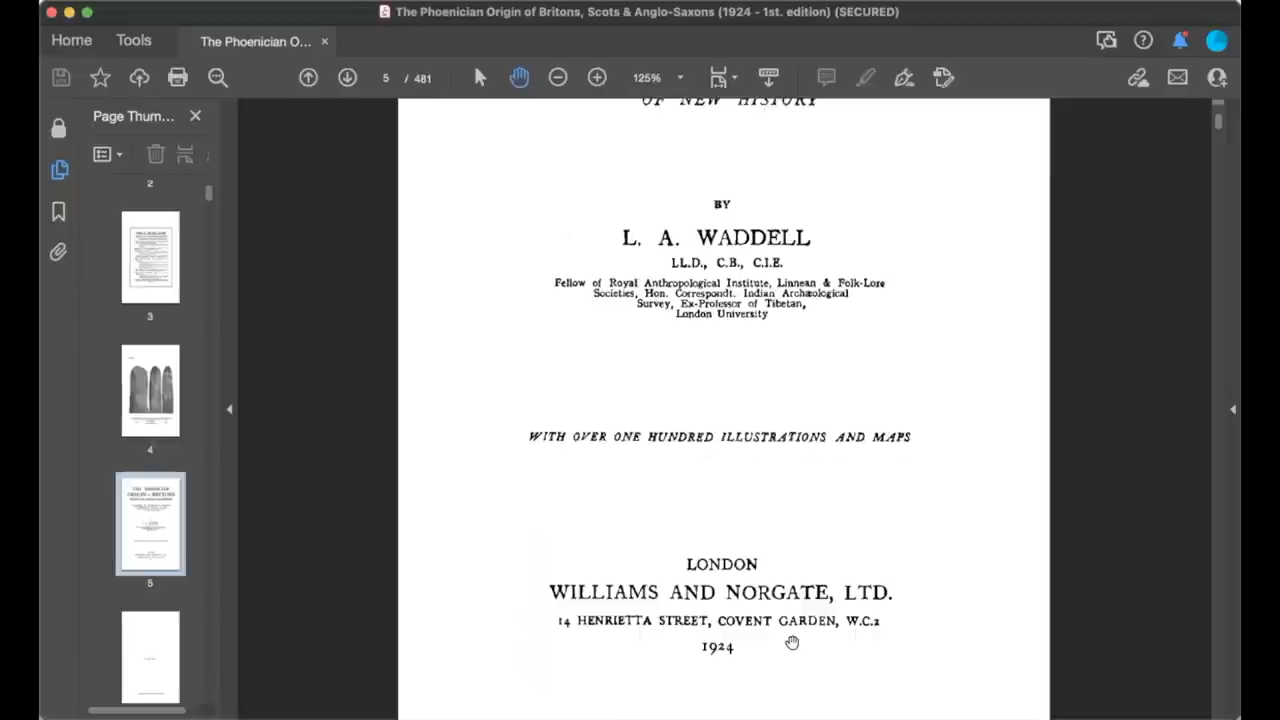 The Phoenician Origin of Britons, Scots & Anglo-Saxons (1924 - 1st. edition) (SECURED)
Home Tools The Phoenician O... ×
5 / 481 125%
Page Thum...
2
3
4
5
OF NEW HISTORY
BY
L. A. WADDELL
LL.D., C.B., C.I.E.
Fellow of Royal Anthropological Institute, Linnean & Folk-Lore
Societies, Hon. Correspondt. Indian Archæological
Survey, Ex-Professor of Tibetan,
London University
WITH OVER ONE HUNDRED ILLUSTRATIONS AND MAPS
LONDON
WILLIAMS AND NORGATE, LTD.
14 HENRIETTA STREET, COVENT GARDEN, W.C.2
1924